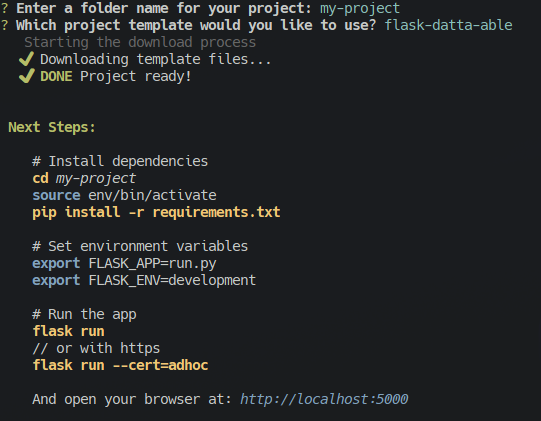 ? Enter a folder name for your project: my-project
? Which project template would you like to use? flask-datta-able
Starting the download process
✔ Downloading template files...
✔ DONE Project ready!
Next Steps:
# Install dependencies
cd my-project
source env/bin/activate
pip install -r requirements.txt
# Set environment variables
export FLASK_APP=run.py
export FLASK_ENV=development
# Run the app
flask run
// or with https
flask run --cert=adhoc
And open your browser at: http://localhost:5000